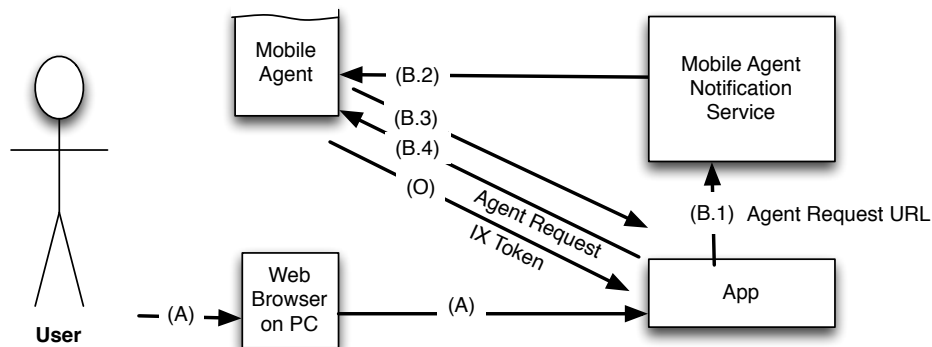 Mobile
Agent
Mobile Agent
Notification
Service
(B.2)
(B.3)
(B.4)
(O)
Agent Request
IX Token
(B.1) Agent Request URL
Web
Browser
on PC
App
(A)
(A)
User